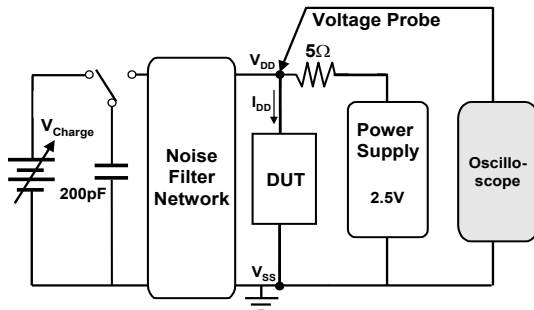 Voltage Probe
V_DD
5Ω
I_DD
V_Charge
200pF
Noise
Filter
Network
DUT
Power
Supply
2.5V
Oscillo-
scope
V_SS